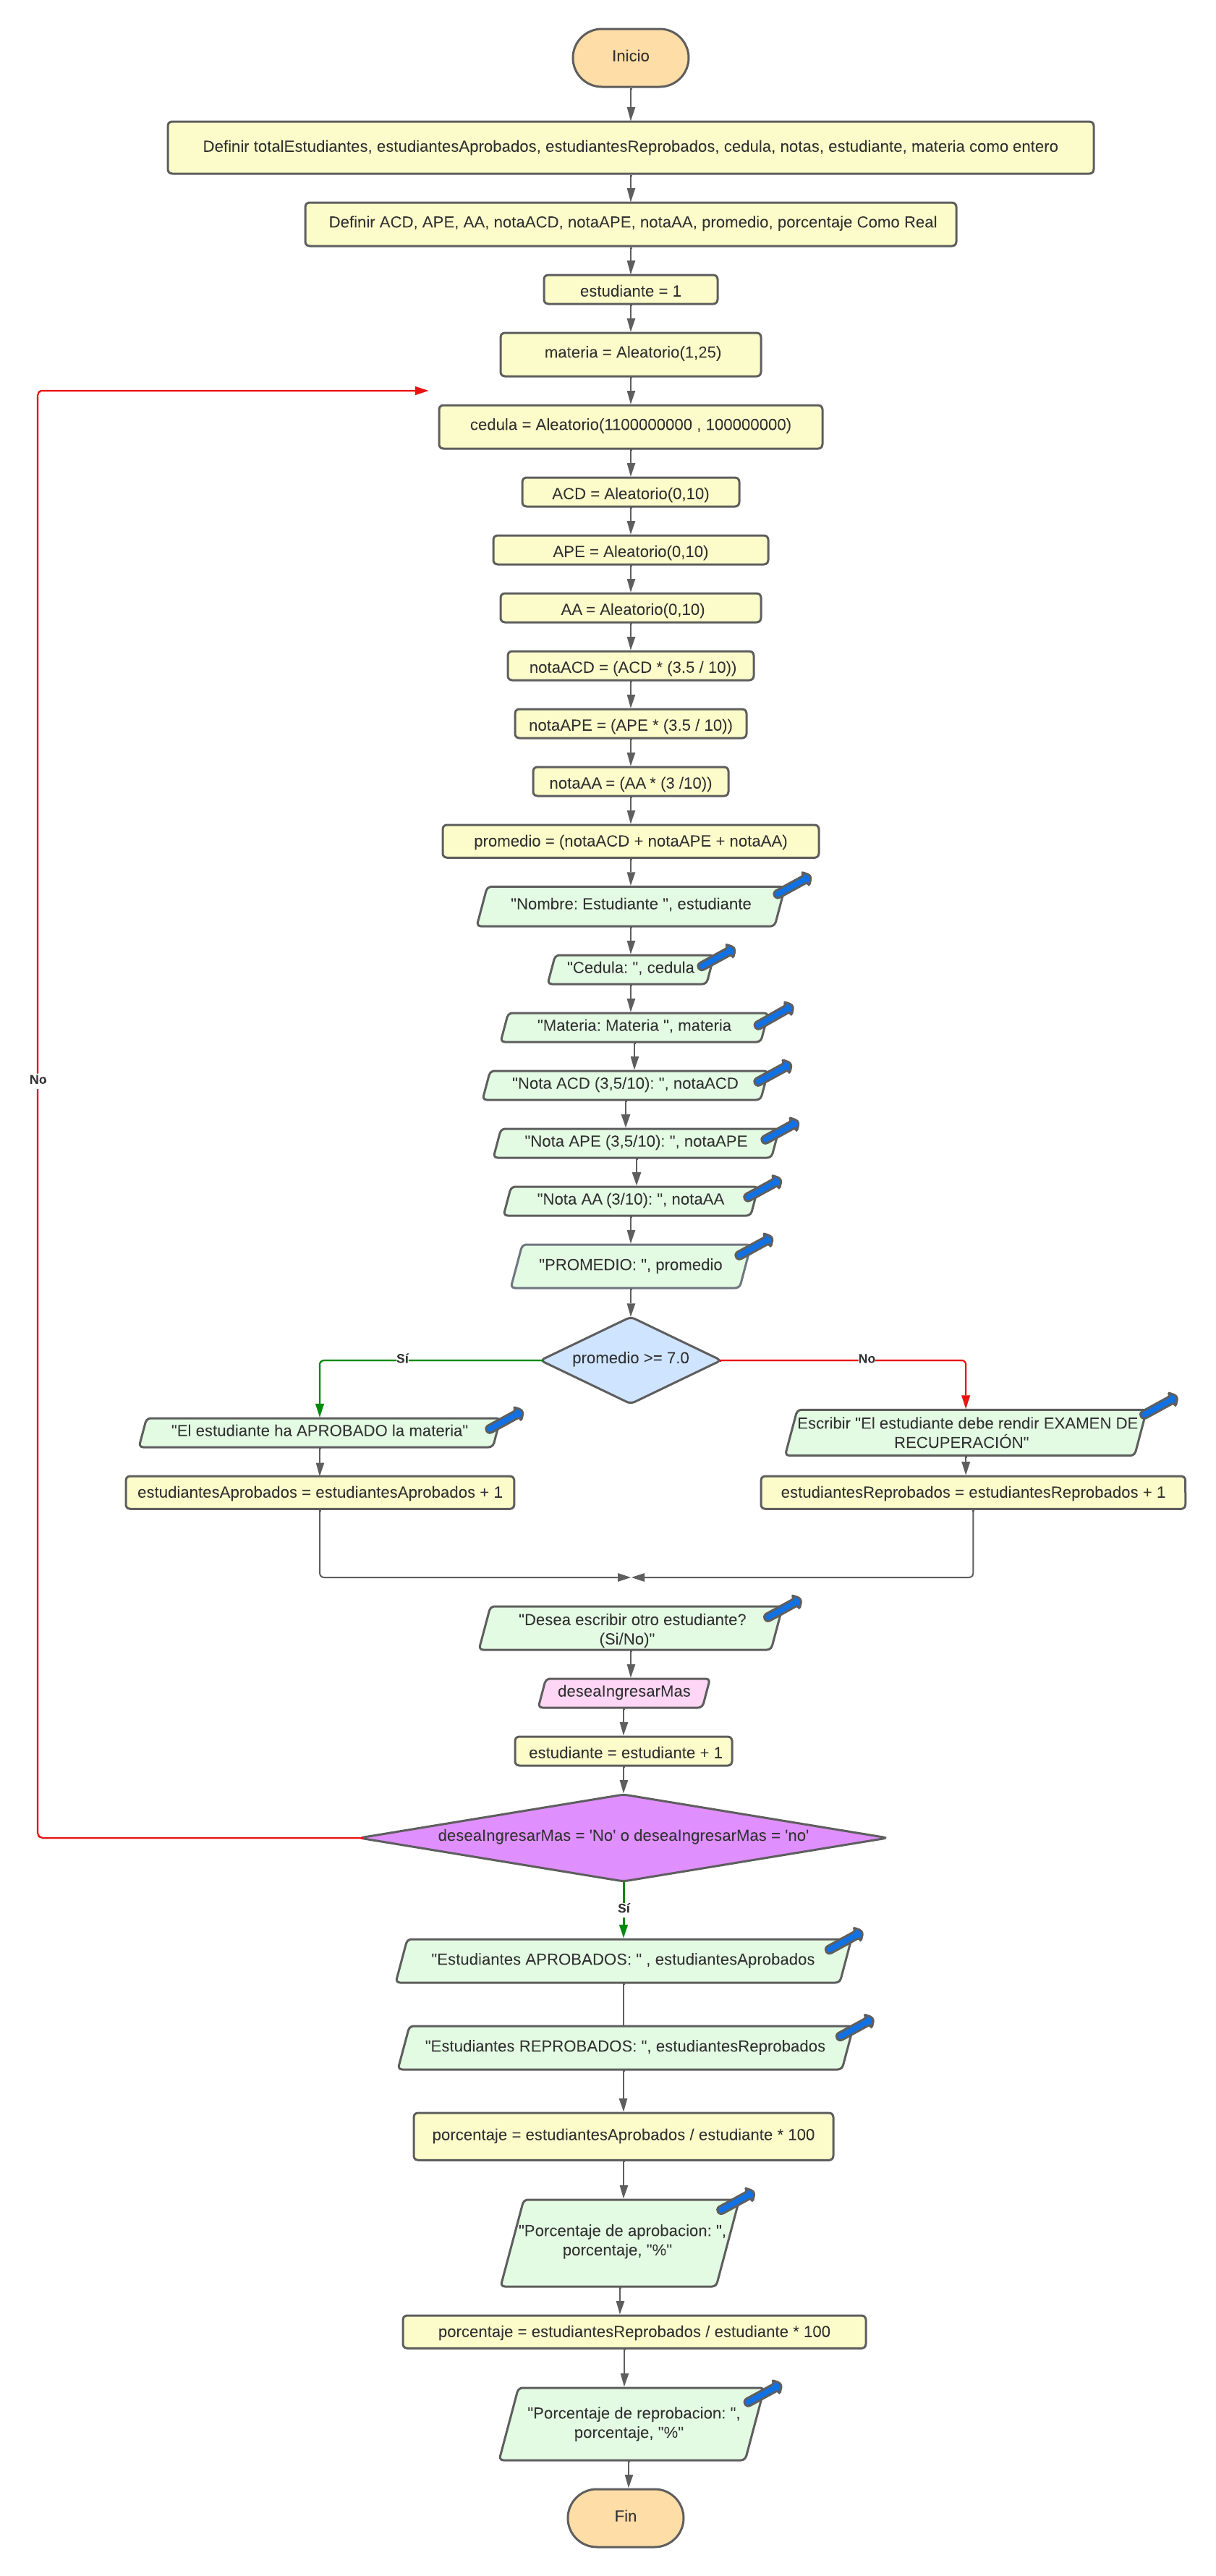 Inicio
Definir totalEstudiantes, estudiantesAprobados, estudiantesReprobados, cedula, notas, estudiante, materia como entero
Definir ACD, APE, AA, notaACD, notaAPE, notaAA, promedio, porcentaje Como Real
estudiante = 1
materia = Aleatorio(1,25)
cedula = Aleatorio(1100000000 , 100000000)
ACD = Aleatorio(0,10)
APE = Aleatorio(0,10)
AA = Aleatorio(0,10)
notaACD = (ACD * (3.5 / 10))
notaAPE = (APE * (3.5 / 10))
notaAA = (AA * (3 /10))
promedio = (notaACD + notaAPE + notaAA)
"Nombre: Estudiante ", estudiante
"Cedula: ", cedula
"Materia: Materia ", materia
"Nota ACD (3,5/10): ", notaACD
No
"Nota APE (3,5/10): ", notaAPE
"Nota AA (3/10): ", notaAA
"PROMEDIO: ", promedio
promedio >= 7.0
Sí
No
"El estudiante ha APROBADO la materia"
Escribir "El estudiante debe rendir EXAMEN DE
RECUPERACIÓN"
estudiantesAprobados = estudiantesAprobados + 1
estudiantesReprobados = estudiantesReprobados + 1
"Desea escribir otro estudiante?
(Si/No)"
deseaIngresarMas
estudiante = estudiante + 1
deseaIngresarMas = 'No' o deseaIngresarMas = 'no'
Sí
"Estudiantes APROBADOS: " , estudiantesAprobados
"Estudiantes REPROBADOS: ", estudiantesReprobados
porcentaje = estudiantesAprobados / estudiante * 100
"Porcentaje de aprobacion: ",
porcentaje, "%"
porcentaje = estudiantesReprobados / estudiante * 100
"Porcentaje de reprobacion: ",
porcentaje, "%"
Fin